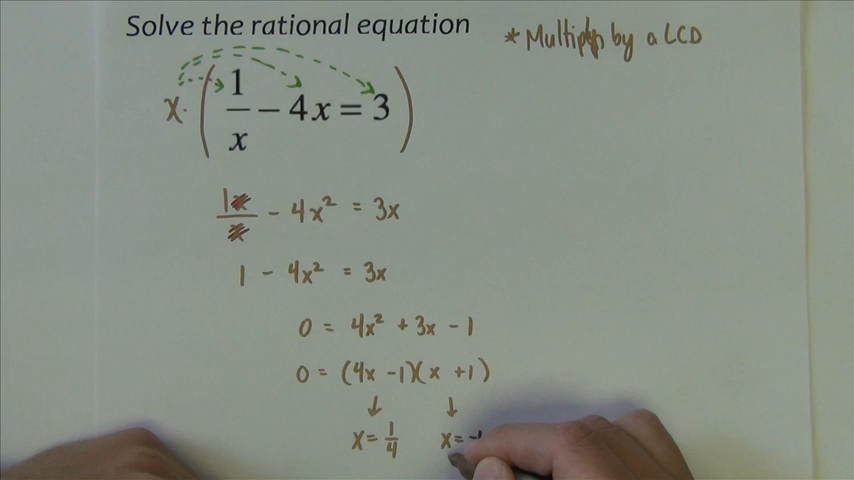 Solve the rational equation
* Multiply by a LCD
x · ( 1/x − 4x = 3 )
1x/x − 4x² = 3x
1 − 4x² = 3x
0 = 4x² + 3x − 1
0 = (4x − 1)(x + 1)
↓ ↓
x = 1/4 x = −1